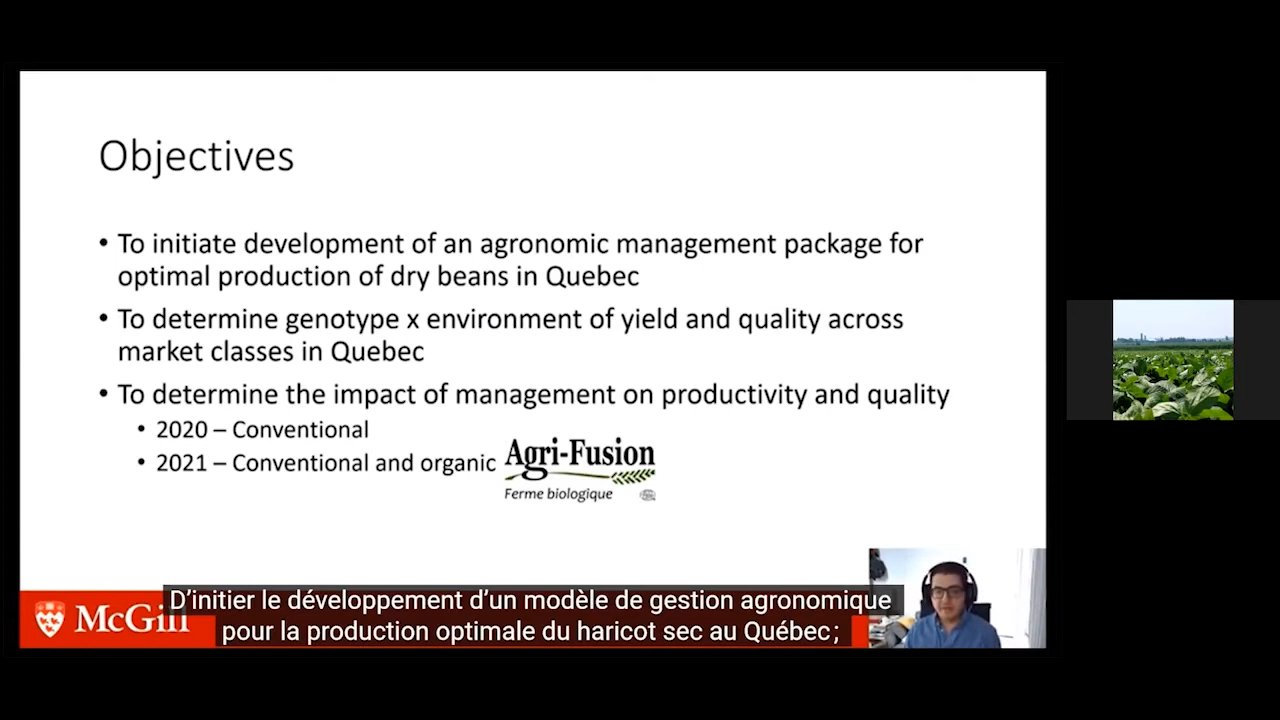 Objectives
• To initiate development of an agronomic management package for
optimal production of dry beans in Quebec
• To determine genotype x environment of yield and quality across
market classes in Quebec
• To determine the impact of management on productivity and quality
• 2020 – Conventional
• 2021 – Conventional and organic
Agri-Fusion
Ferme biologique
McGill
D’initier le développement d’un modèle de gestion agronomique
pour la production optimale du haricot sec au Québec ;